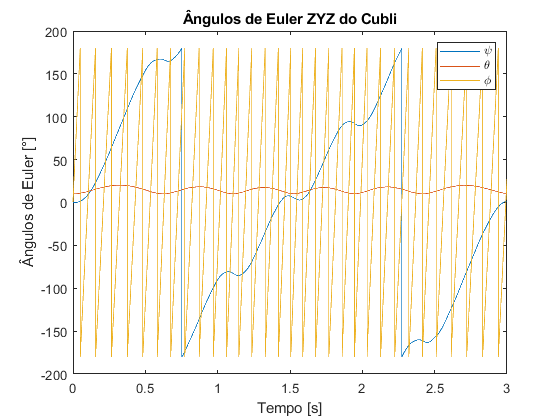 Ângulos de Euler ZYZ do Cubli
ψ
θ
ϕ
200
150
100
50
0
-50
-100
-150
-200
Ângulos de Euler [°]
0 0.5 1 1.5 2 2.5 3
Tempo [s]